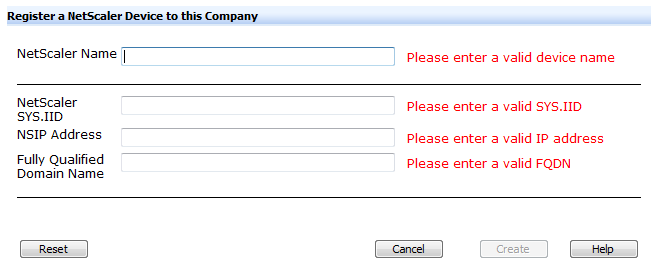 Register a NetScaler Device to this Company
NetScaler Name Please enter a valid device name
NetScaler
SYS.IID Please enter a valid SYS.IID
NSIP Address Please enter a valid IP address
Fully Qualified
Domain Name Please enter a valid FQDN
Reset Cancel Create Help